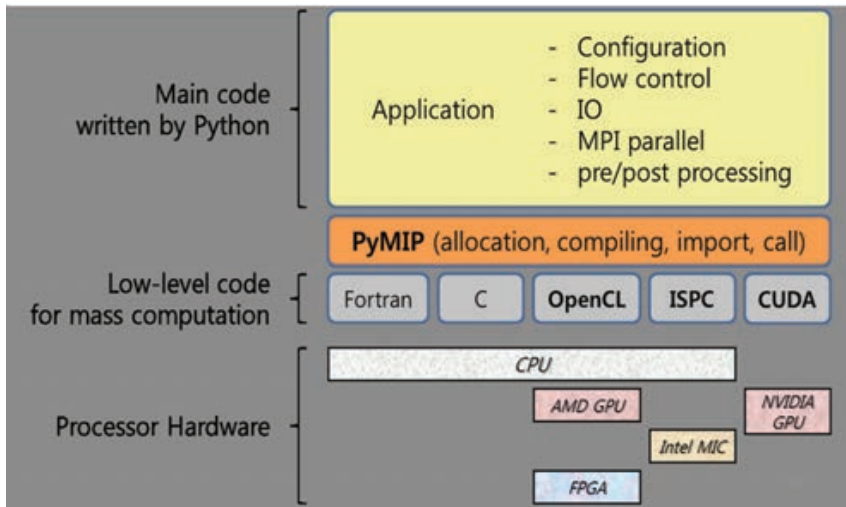 Main code
written by Python
Application
- Configuration
- Flow control
- IO
- MPI parallel
- pre/post processing
PyMIP (allocation, compiling, import, call)
Low-level code
for mass computation
Fortran
C
OpenCL
ISPC
CUDA
Processor Hardware
CPU
AMD GPU
NVIDIA
GPU
Intel MIC
FPGA